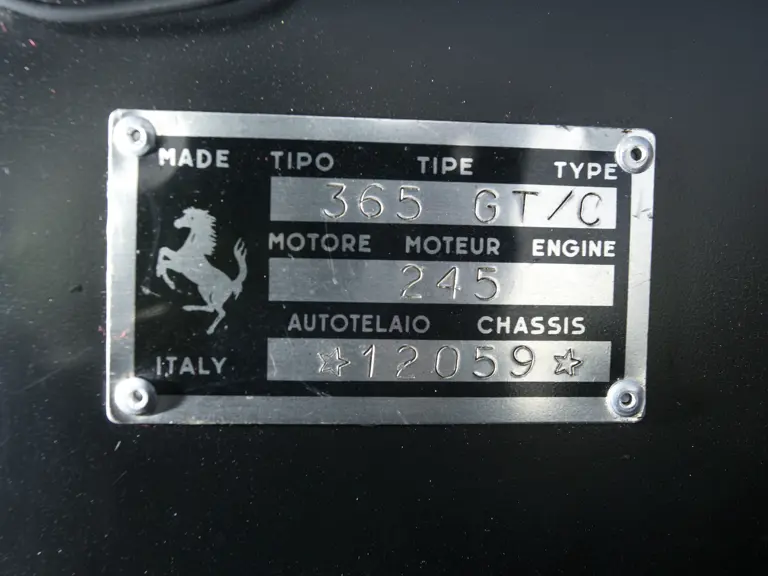 MADE TIPO TIPE TYPE
365 GT/C
MOTORE MOTEUR ENGINE
245
AUTOTELAIO CHASSIS
☆12059☆
ITALY